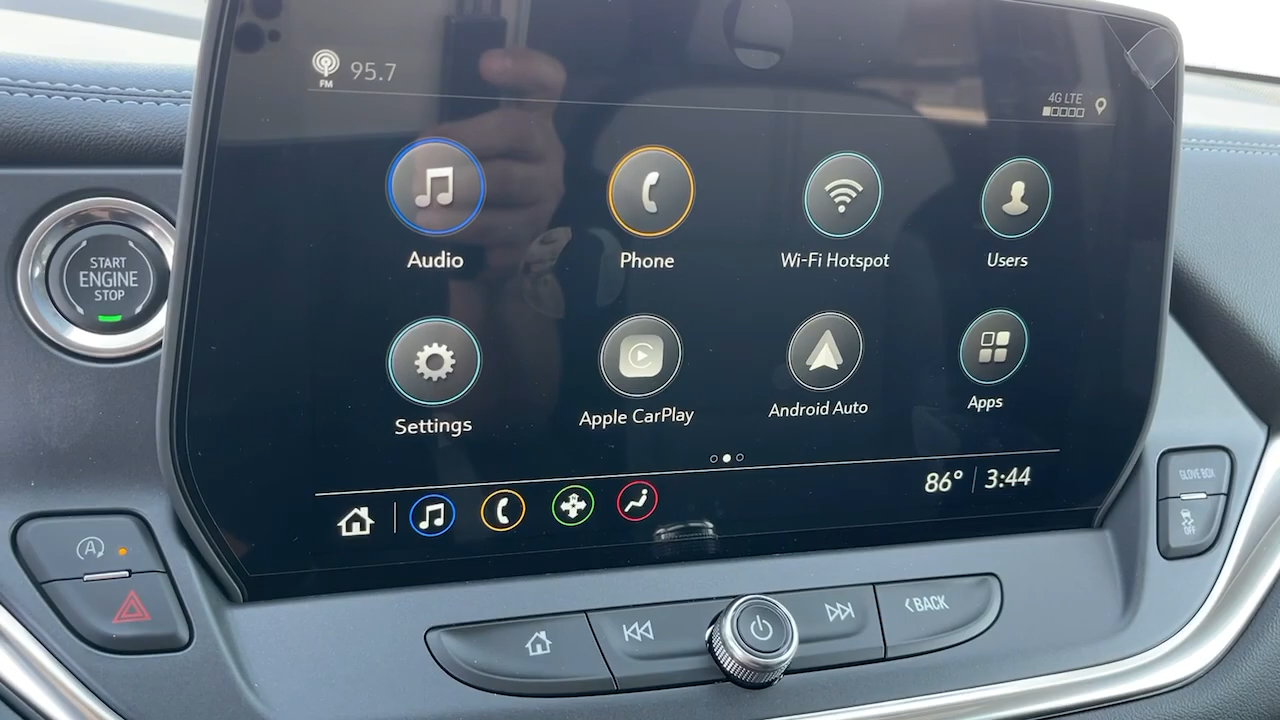 FM
95.7
4G LTE
Audio
Phone
Wi-Fi Hotspot
Users
START
ENGINE
STOP
Settings
Apple CarPlay
Android Auto
Apps
86° 3:44
GLOVE BOX
OFF
A
BACK